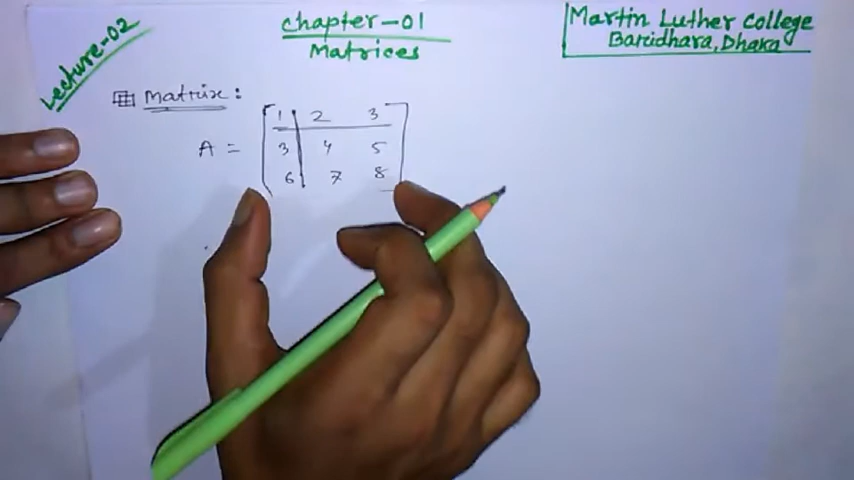 Lecture-02
chapter-01
Matrices
Martin Luther College
Baridhara, Dhaka
Matrix:
A =
1 2 3
3 4 5
6 7 8